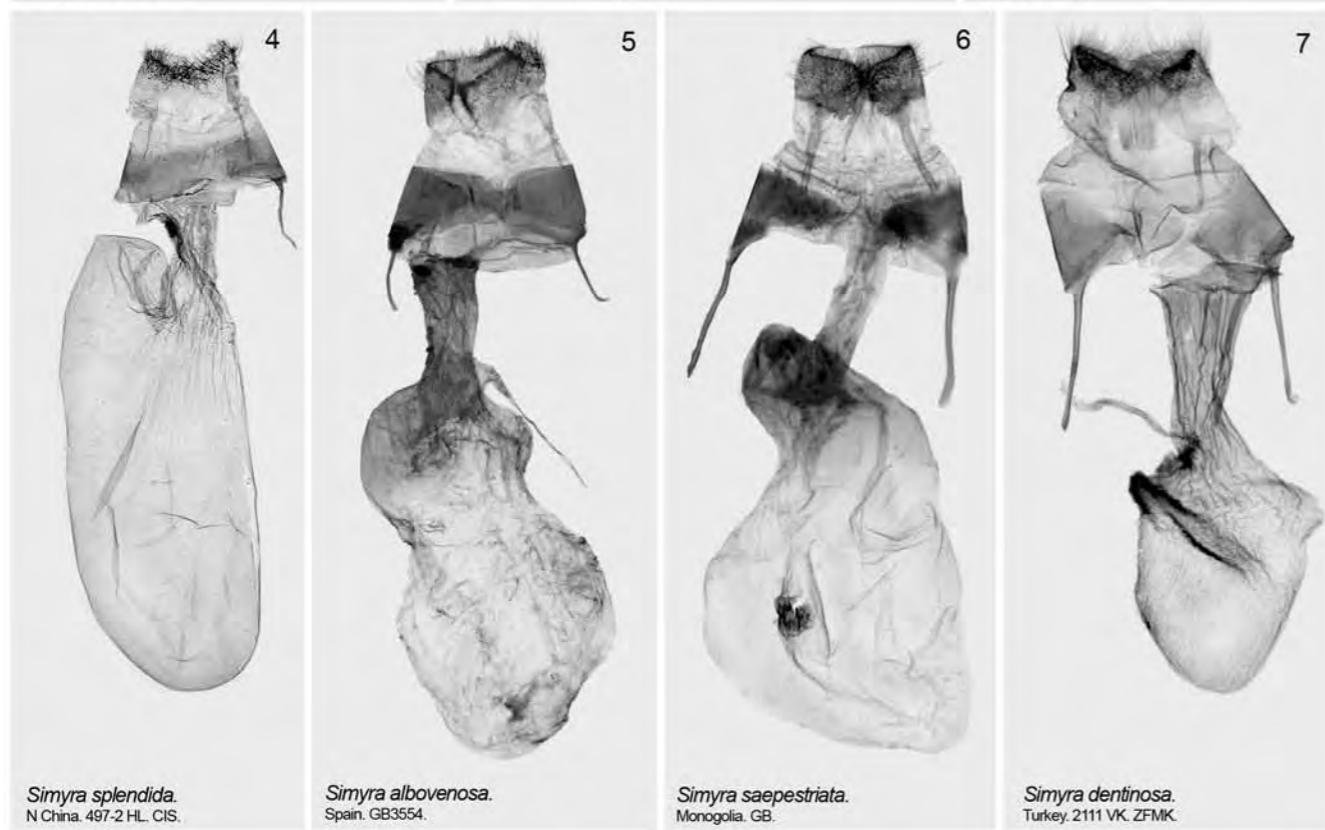 4
5
6
7
Simyra splendida.
N China. 497-2 HL. CIS.
Simyra albovenosa.
Spain. GB3554.
Simyra saepestriata.
Monogolia. GB.
Simyra dentinosa.
Turkey. 2111 VK. ZFMK.